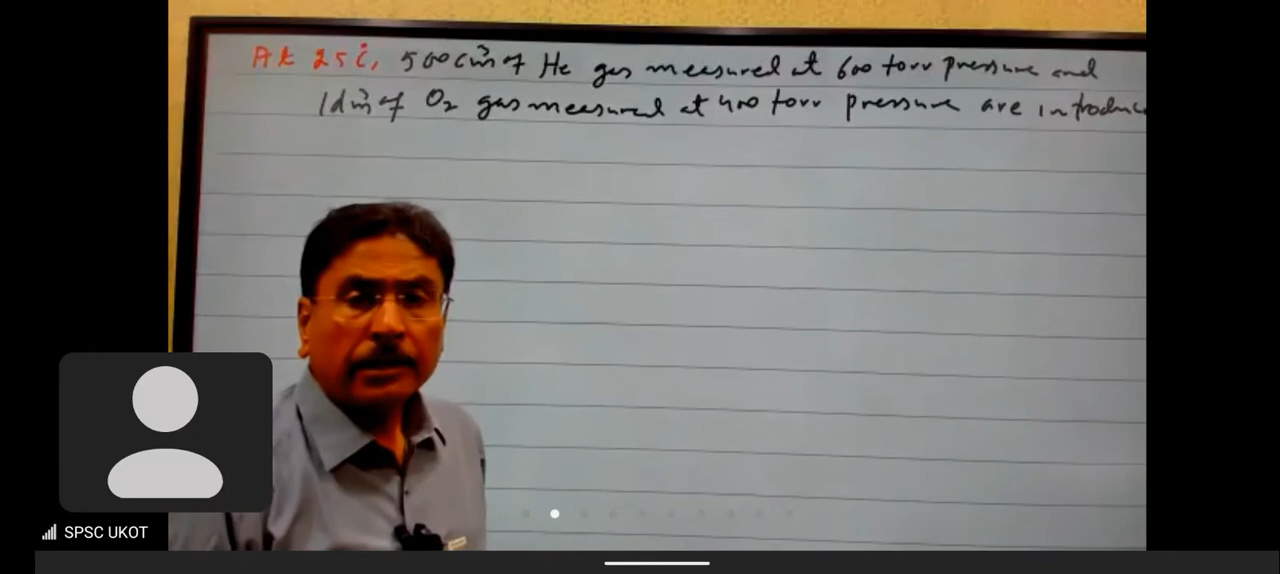 At 25°C, 500 cm³ of He gas measured at 600 torr pressure and
1 dm³ of O₂ gas measured at 400 torr pressure are introduc
SPSC UKOT